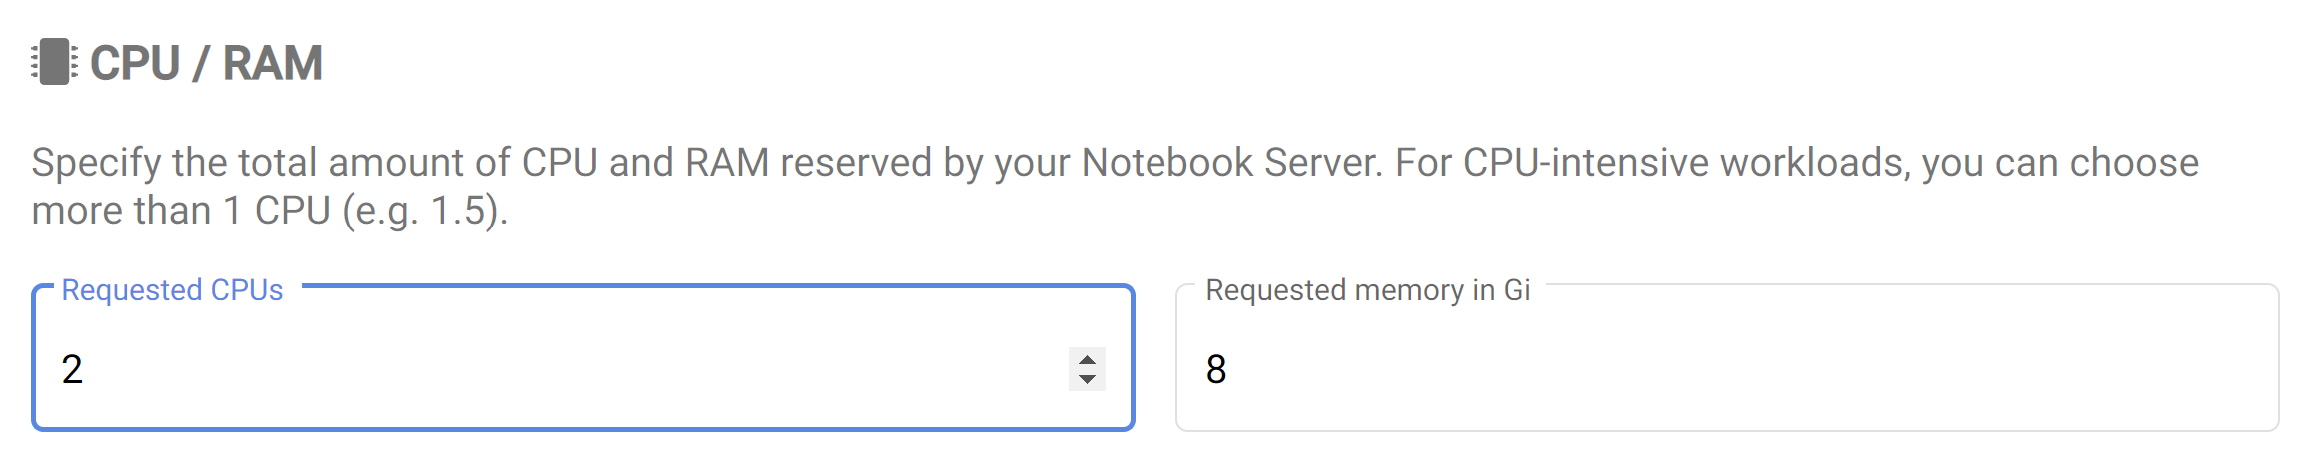 CPU / RAM
Specify the total amount of CPU and RAM reserved by your Notebook Server. For CPU-intensive workloads, you can choose
more than 1 CPU (e.g. 1.5).
Requested CPUs
2
Requested memory in Gi
8